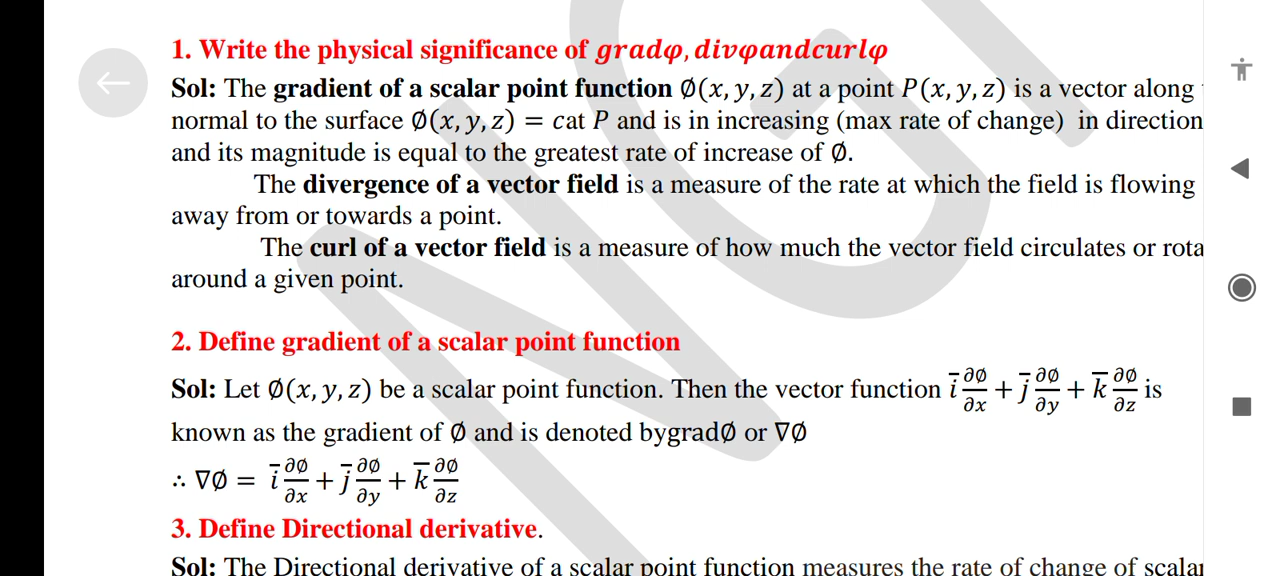 1. Write the physical significance of gradφ, divφandcurlφ
Sol: The gradient of a scalar point function ∅(x, y, z) at a point P(x, y, z) is a vector along
normal to the surface ∅(x, y, z) = cat P and is in increasing (max rate of change) in direction
and its magnitude is equal to the greatest rate of increase of ∅.
The divergence of a vector field is a measure of the rate at which the field is flowing
away from or towards a point.
The curl of a vector field is a measure of how much the vector field circulates or rota
around a given point.
2. Define gradient of a scalar point function
Sol: Let ∅(x, y, z) be a scalar point function. Then the vector function i̅ ∂∅/∂x + j̅ ∂∅/∂y + k̅ ∂∅/∂z is
known as the gradient of ∅ and is denoted bygrad∅ or ∇∅
∴ ∇∅ = i̅ ∂∅/∂x + j̅ ∂∅/∂y + k̅ ∂∅/∂z
3. Define Directional derivative.
Sol: The Directional derivative of a scalar point function measures the rate of change of scalar